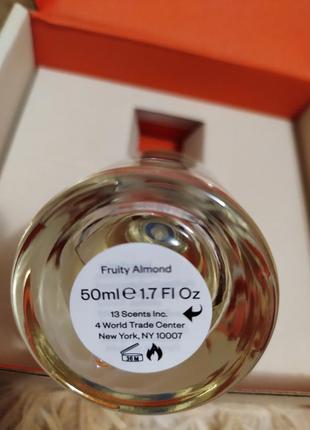 Fruity Almond
50ml ℮ 1.7 Fl Oz
13 Scents Inc.
4 World Trade Center
New York, NY 10007
36 M